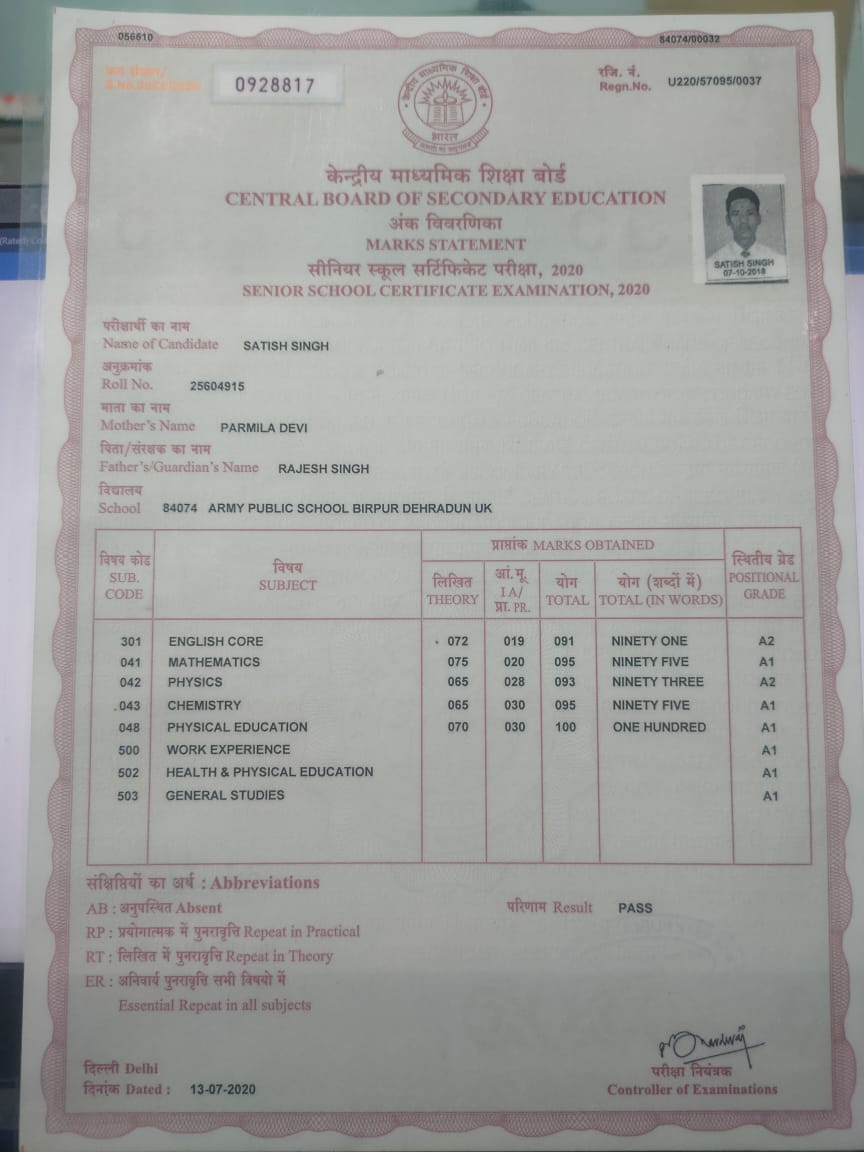 056610
84074/00032
क्रम संख्या/
0928817
रजि. नं.
Regn.No. U220/57095/0037
केन्द्रीय माध्यमिक शिक्षा बोर्ड
भारत
केन्द्रीय माध्यमिक शिक्षा बोर्ड
CENTRAL BOARD OF SECONDARY EDUCATION
अंक विवरणिका
MARKS STATEMENT
सीनियर स्कूल सर्टिफिकेट परीक्षा, 2020
SENIOR SCHOOL CERTIFICATE EXAMINATION, 2020
SATISH SINGH
07-10-2018
परीक्षार्थी का नाम
Name of Candidate SATISH SINGH
अनुक्रमांक
Roll No. 25604915
माता का नाम
Mother's Name PARMILA DEVI
पिता/संरक्षक का नाम
Father's/Guardian's Name RAJESH SINGH
विद्यालय
School 84074 ARMY PUBLIC SCHOOL BIRPUR DEHRADUN UK
विषय कोड
SUB.
CODE
विषय
SUBJECT
प्राप्तांक MARKS OBTAINED
लिखित
THEORY
आं.मू.
I A/
प्रा. PR.
योग
TOTAL
योग (शब्दों में)
TOTAL (IN WORDS)
स्थितीय ग्रेड
POSITIONAL
GRADE
301 ENGLISH CORE 072 019 091 NINETY ONE A2
041 MATHEMATICS 075 020 095 NINETY FIVE A1
042 PHYSICS 065 028 093 NINETY THREE A2
043 CHEMISTRY 065 030 095 NINETY FIVE A1
048 PHYSICAL EDUCATION 070 030 100 ONE HUNDRED A1
500 WORK EXPERIENCE A1
502 HEALTH & PHYSICAL EDUCATION A1
503 GENERAL STUDIES A1
संक्षिप्तियों का अर्थ : Abbreviations
AB : अनुपस्थित Absent
परिणाम Result PASS
RP : प्रयोगात्मक में पुनरावृत्ति Repeat in Practical
RT : लिखित में पुनरावृत्ति Repeat in Theory
ER : अनिवार्य पुनरावृत्ति सभी विषयो में
Essential Repeat in all subjects
दिल्ली Delhi
दिनांक Dated : 13-07-2020
परीक्षा नियंत्रक
Controller of Examinations